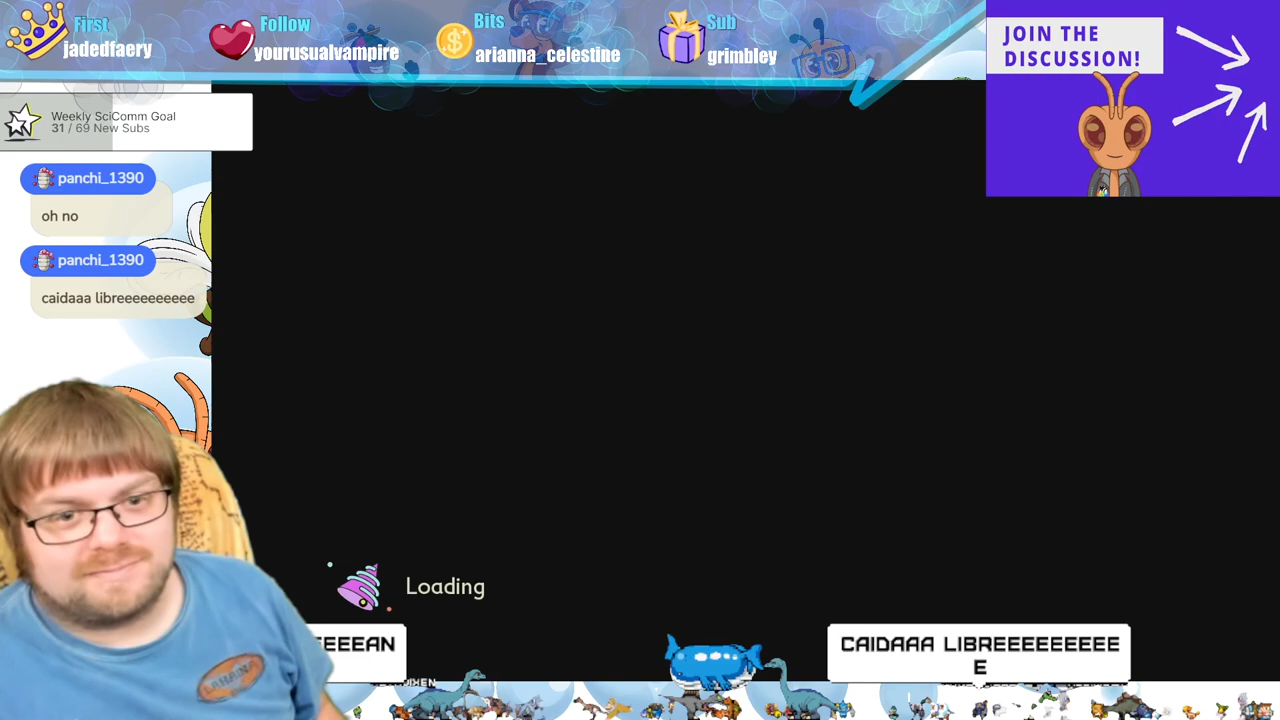 First
jadedfaery
Follow
yourusualvampire
Bits
arianna_celestine
Sub
grimbley
JOIN THE
DISCUSSION!
Weekly SciComm Goal
31 / 69 New Subs
panchi_1390
oh no
panchi_1390
caidaaa libreeeeeeeeee
Loading
EEEAN
CAIDAAA LIBREEEEEEEEE
E